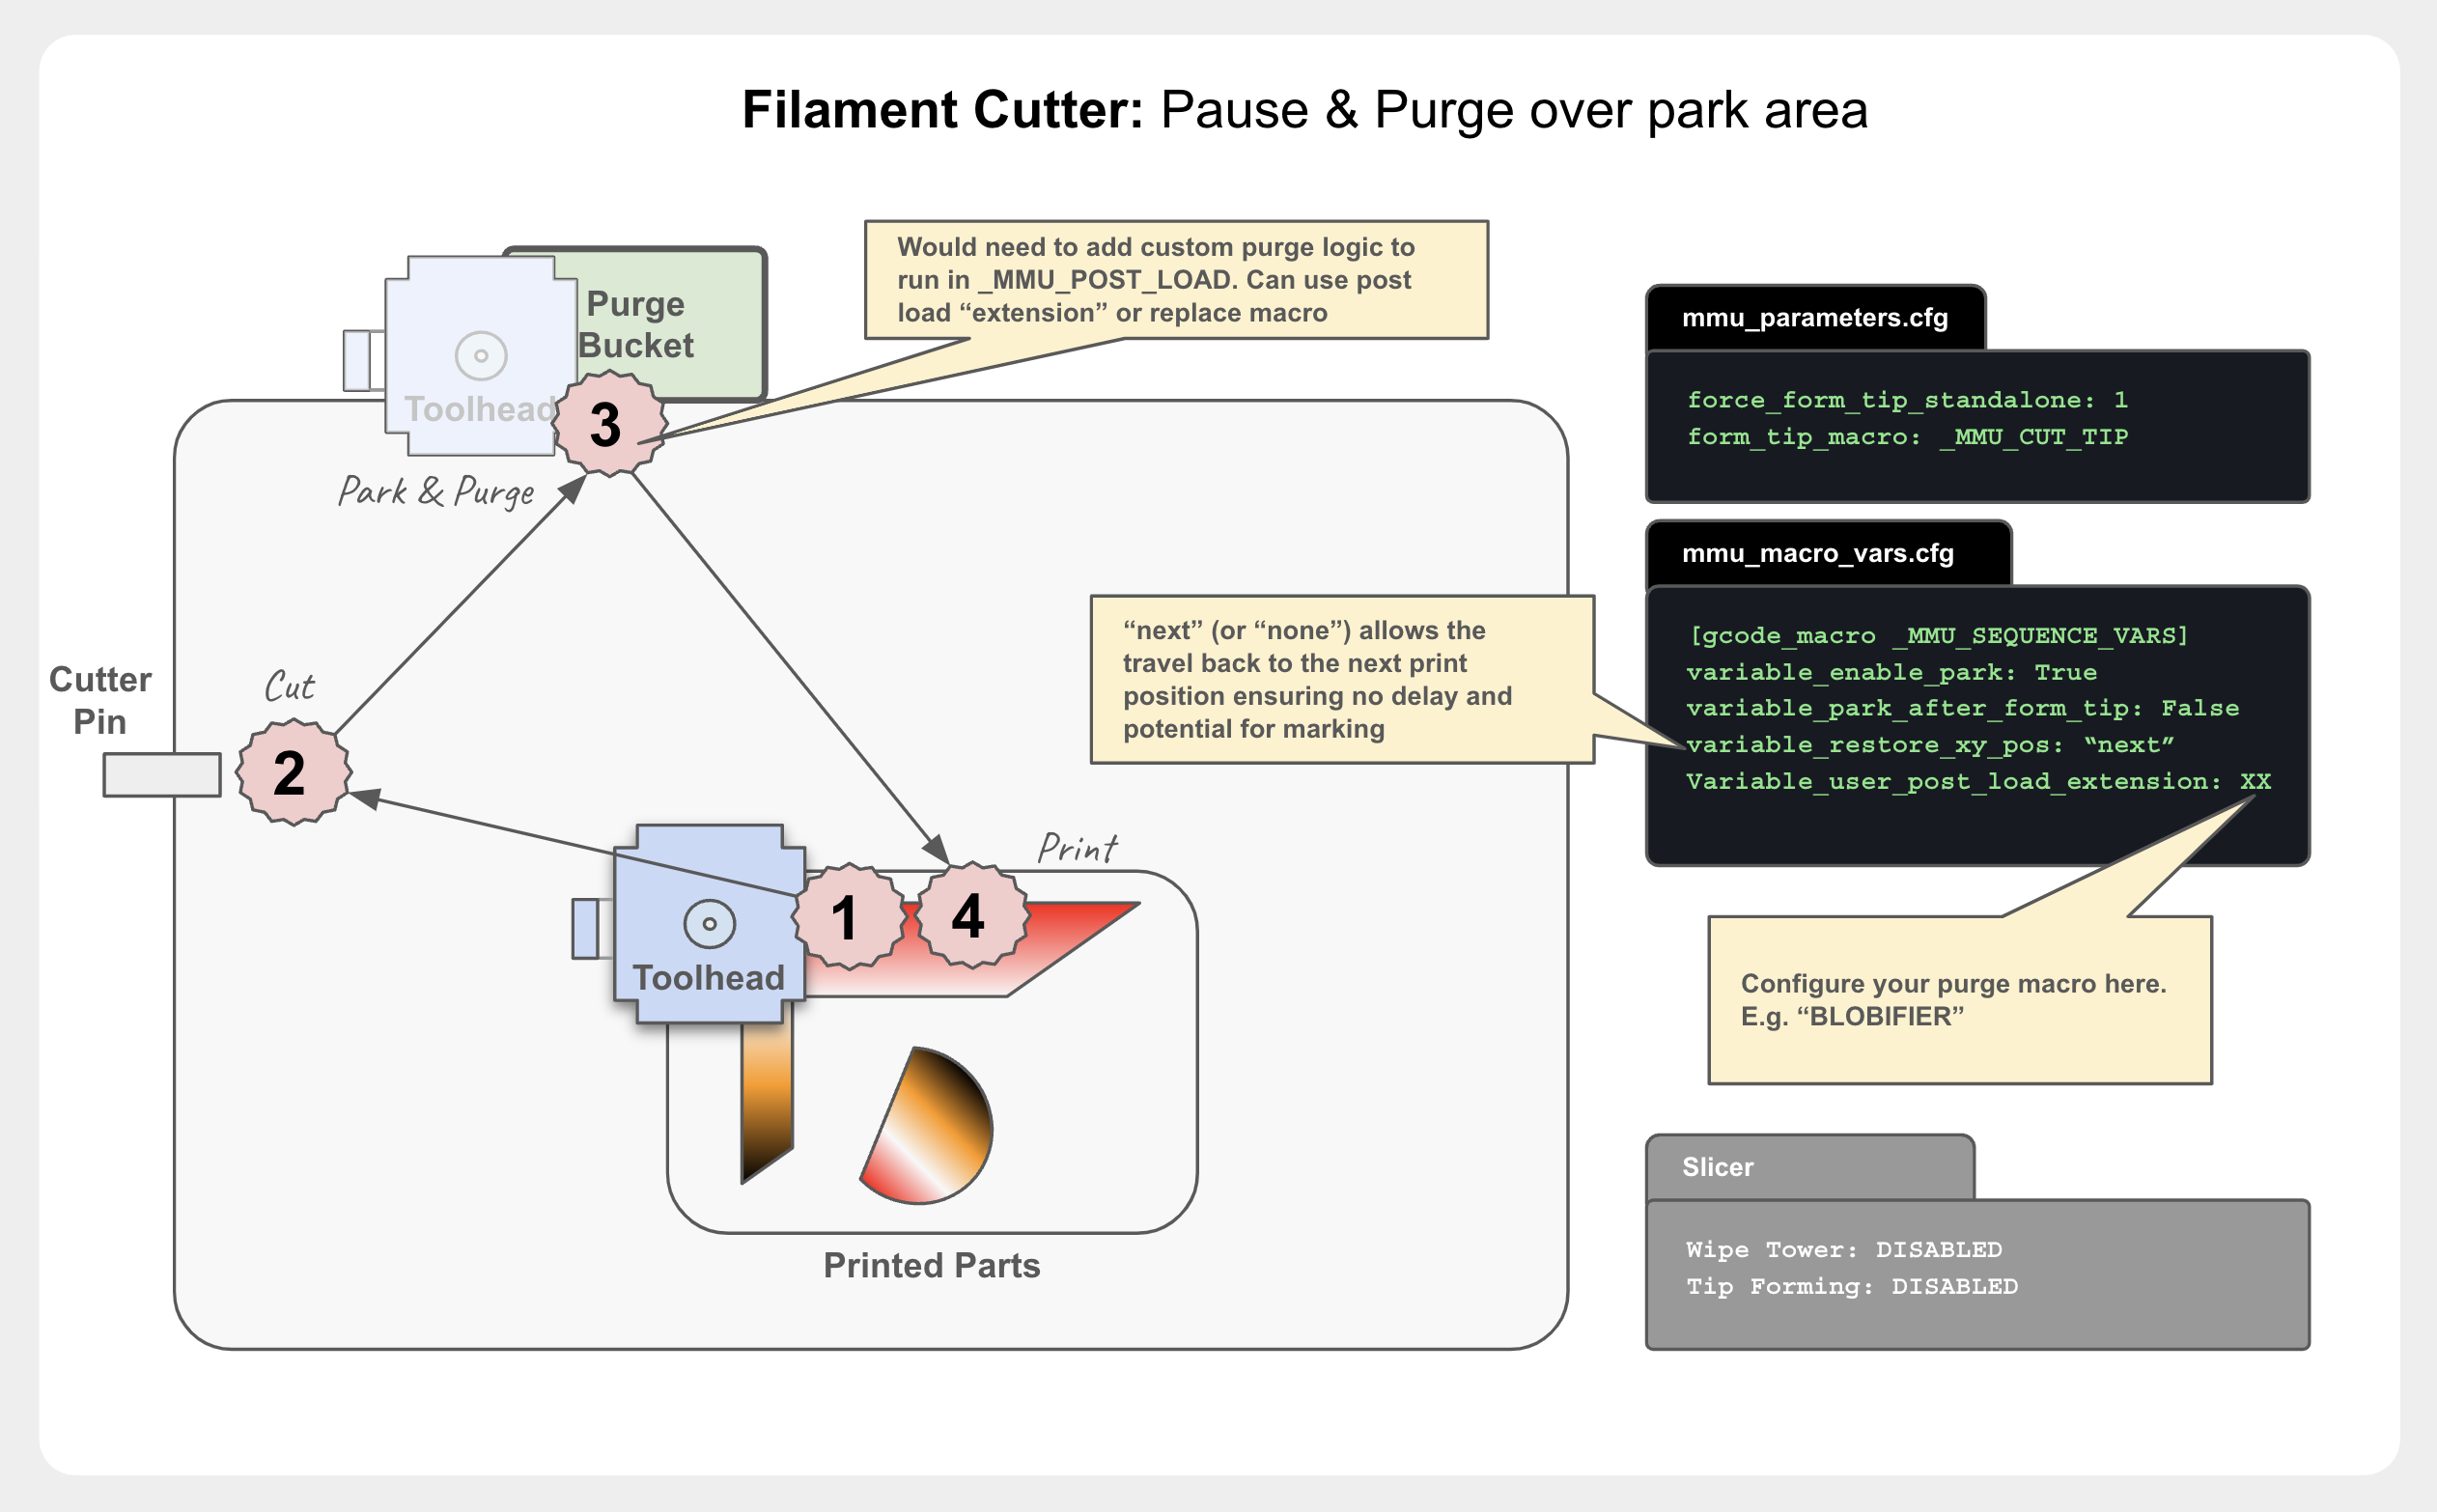 Filament Cutter: Pause & Purge over park area
Would need to add custom purge logic to
run in _MMU_POST_LOAD. Can use post
load “extension” or replace macro
Purge
Bucket
Toolhead
3
Park & Purge
Cutter
Pin
Cut
2
“next” (or “none”) allows the
travel back to the next print
position ensuring no delay and
potential for marking
Print
1
4
Toolhead
Printed Parts
mmu_parameters.cfg
force_form_tip_standalone: 1
form_tip_macro: _MMU_CUT_TIP
mmu_macro_vars.cfg
[gcode_macro _MMU_SEQUENCE_VARS]
variable_enable_park: True
variable_park_after_form_tip: False
variable_restore_xy_pos: “next”
Variable_user_post_load_extension: XX
Configure your purge macro here.
E.g. “BLOBIFIER”
Slicer
Wipe Tower: DISABLED
Tip Forming: DISABLED